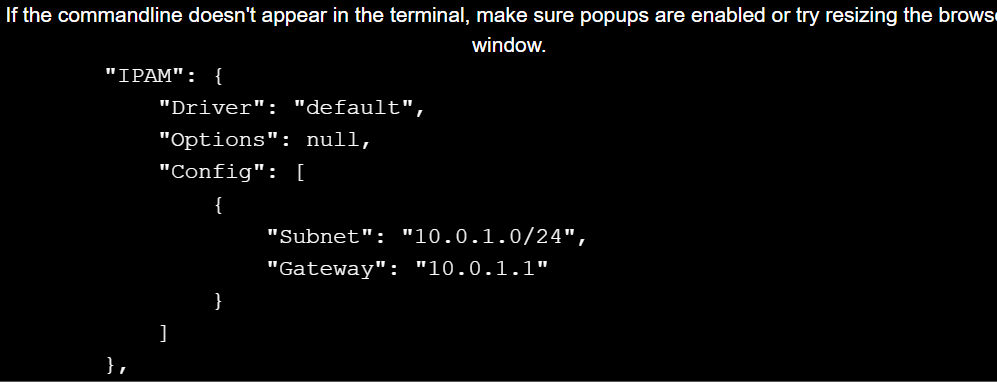 If the commandline doesn't appear in the terminal, make sure popups are enabled or try resizing the
window.
"IPAM": {
"Driver": "default",
"Options": null,
"Config": [
{
"Subnet": "10.0.1.0/24",
"Gateway": "10.0.1.1"
}
]
},